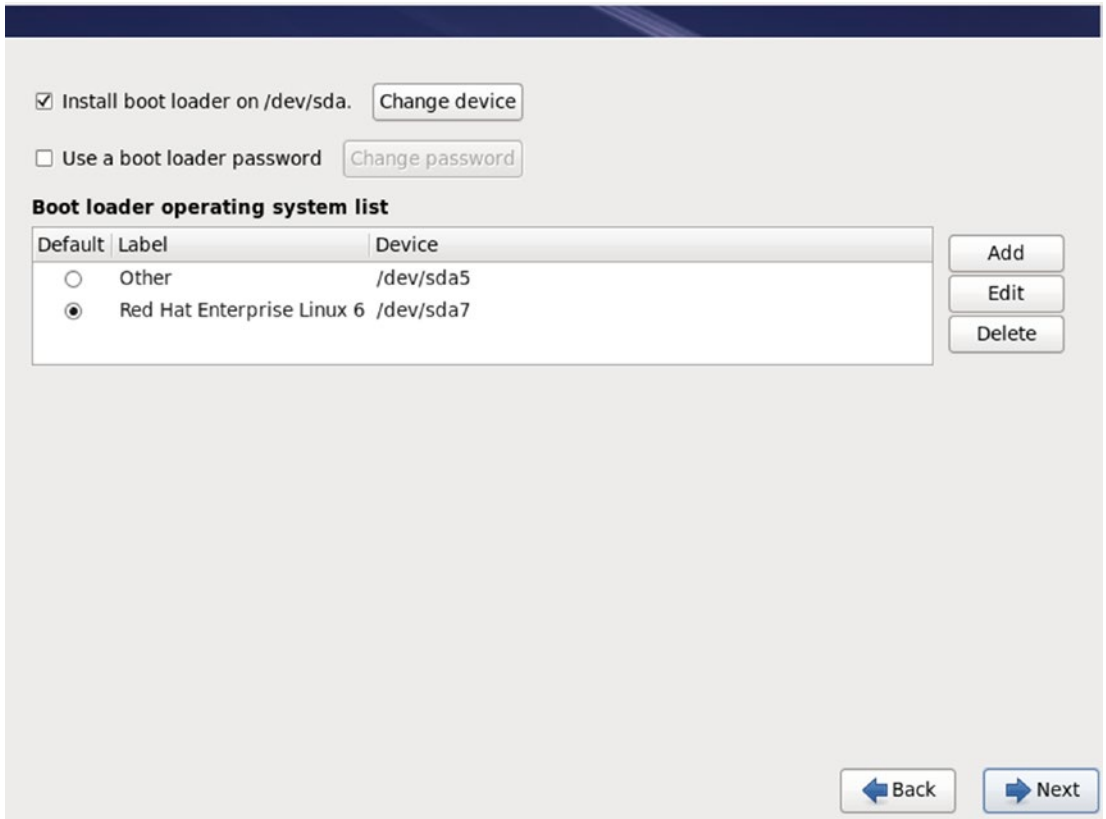 Install boot loader on /dev/sda. Change device
Use a boot loader password Change password
Boot loader operating system list
Default Label Device
Other /dev/sda5
Red Hat Enterprise Linux 6 /dev/sda7
Add
Edit
Delete
Back Next